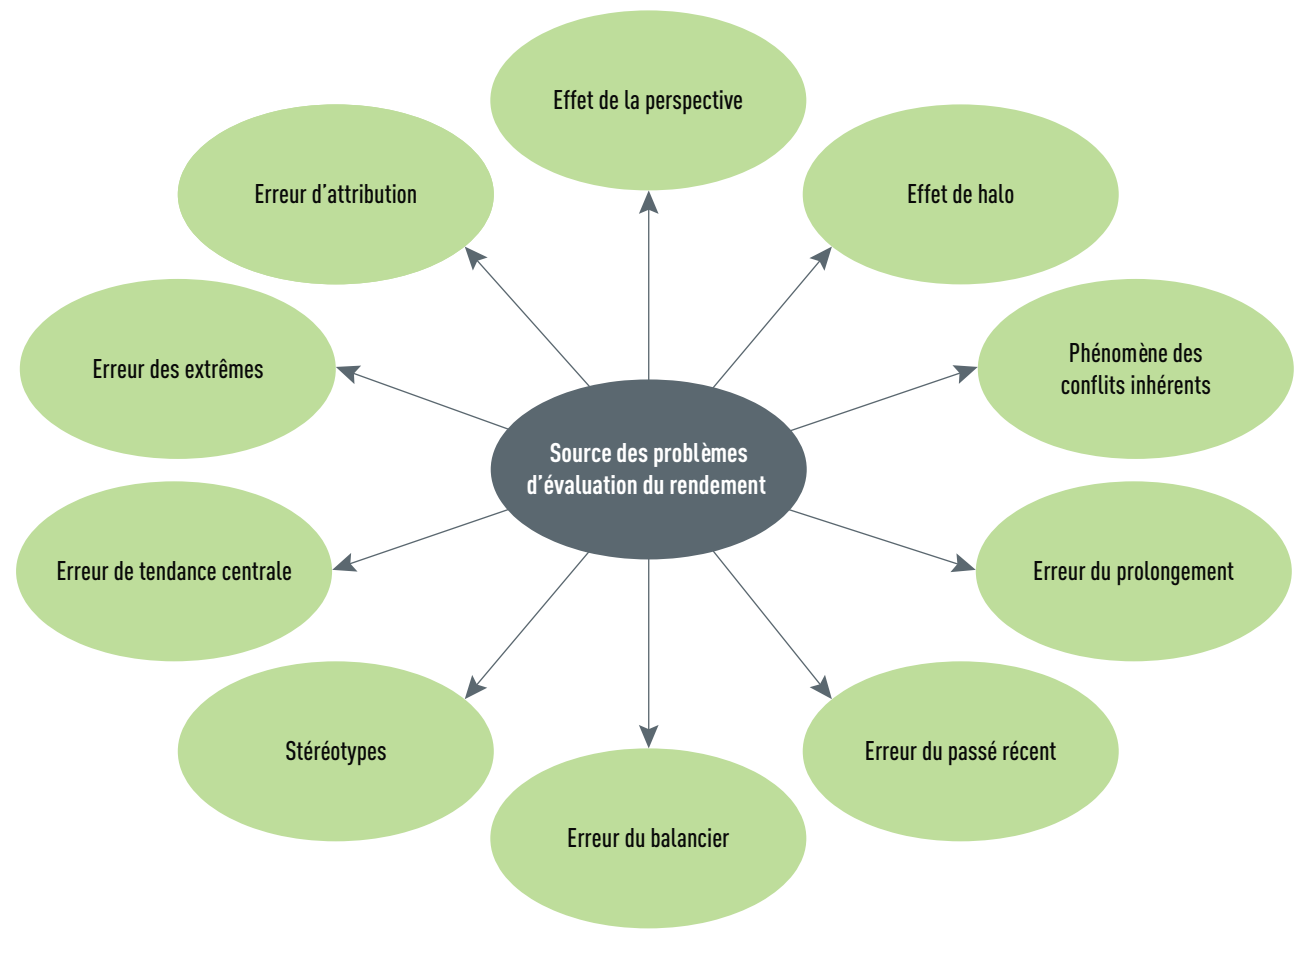 Effet de la perspective
Erreur d’attribution
Effet de halo
Erreur des extrêmes
Phénomène des
conflits inhérents
Source des problèmes
d’évaluation du rendement
Erreur de tendance centrale
Erreur du prolongement
Stéréotypes
Erreur du passé récent
Erreur du balancier